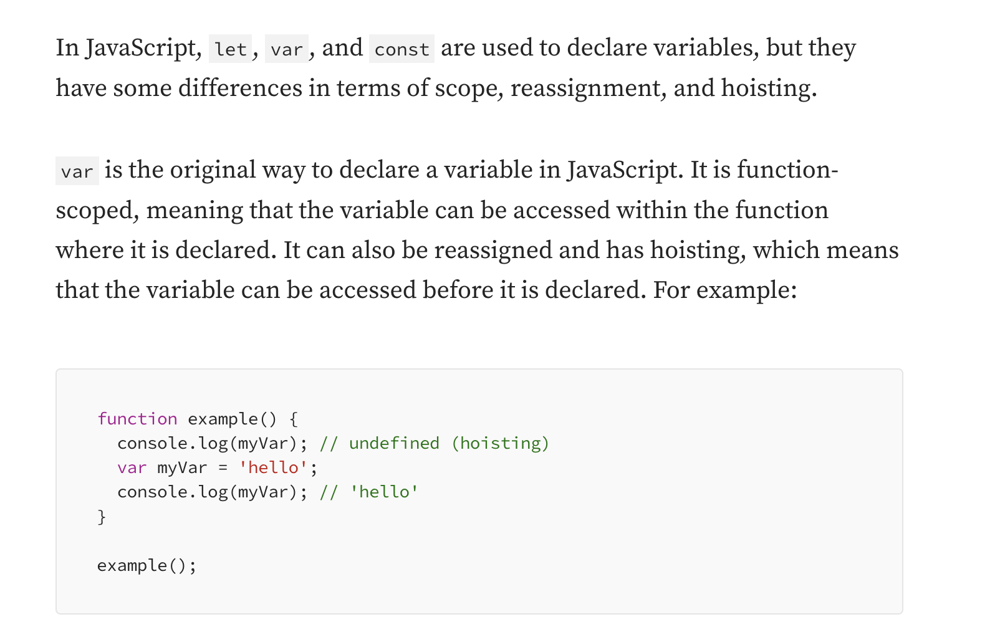 In JavaScript, let, var, and const are used to declare variables, but they
have some differences in terms of scope, reassignment, and hoisting.
var is the original way to declare a variable in JavaScript. It is function-
scoped, meaning that the variable can be accessed within the function
where it is declared. It can also be reassigned and has hoisting, which means
that the variable can be accessed before it is declared. For example:
function example() {
  console.log(myVar); // undefined (hoisting)
  var myVar = 'hello';
  console.log(myVar); // 'hello'
}
example();